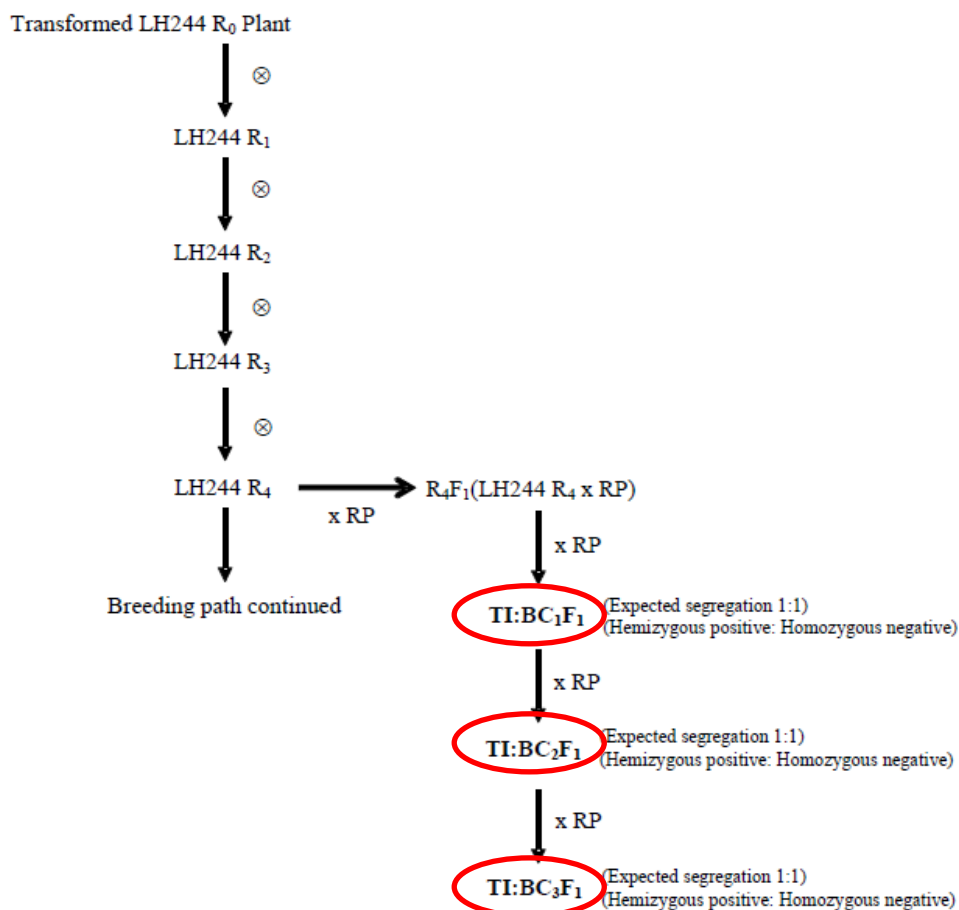 Transformed LH244 R₀ Plant
⊗
LH244 R₁
⊗
LH244 R₂
⊗
LH244 R₃
⊗
LH244 R₄
x RP
R₄F₁(LH244 R₄ x RP)
x RP
Breeding path continued
TI:BC₁F₁
(Expected segregation 1:1)
(Hemizygous positive: Homozygous negative)
x RP
TI:BC₂F₁
(Expected segregation 1:1)
(Hemizygous positive: Homozygous negative)
x RP
TI:BC₃F₁
(Expected segregation 1:1)
(Hemizygous positive: Homozygous negative)